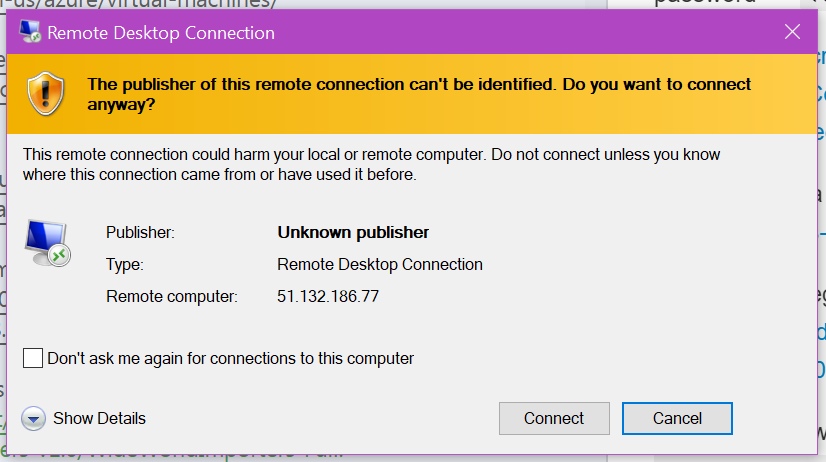 -us/azure/virtual-machines/
password
Remote Desktop Connection
The publisher of this remote connection can't be identified. Do you want to connect
anyway?
This remote connection could harm your local or remote computer. Do not connect unless you know
where this connection came from or have used it before.
Publisher: Unknown publisher
Type: Remote Desktop Connection
Remote computer: 51.132.186.77
Don't ask me again for connections to this computer
Show Details
Connect Cancel